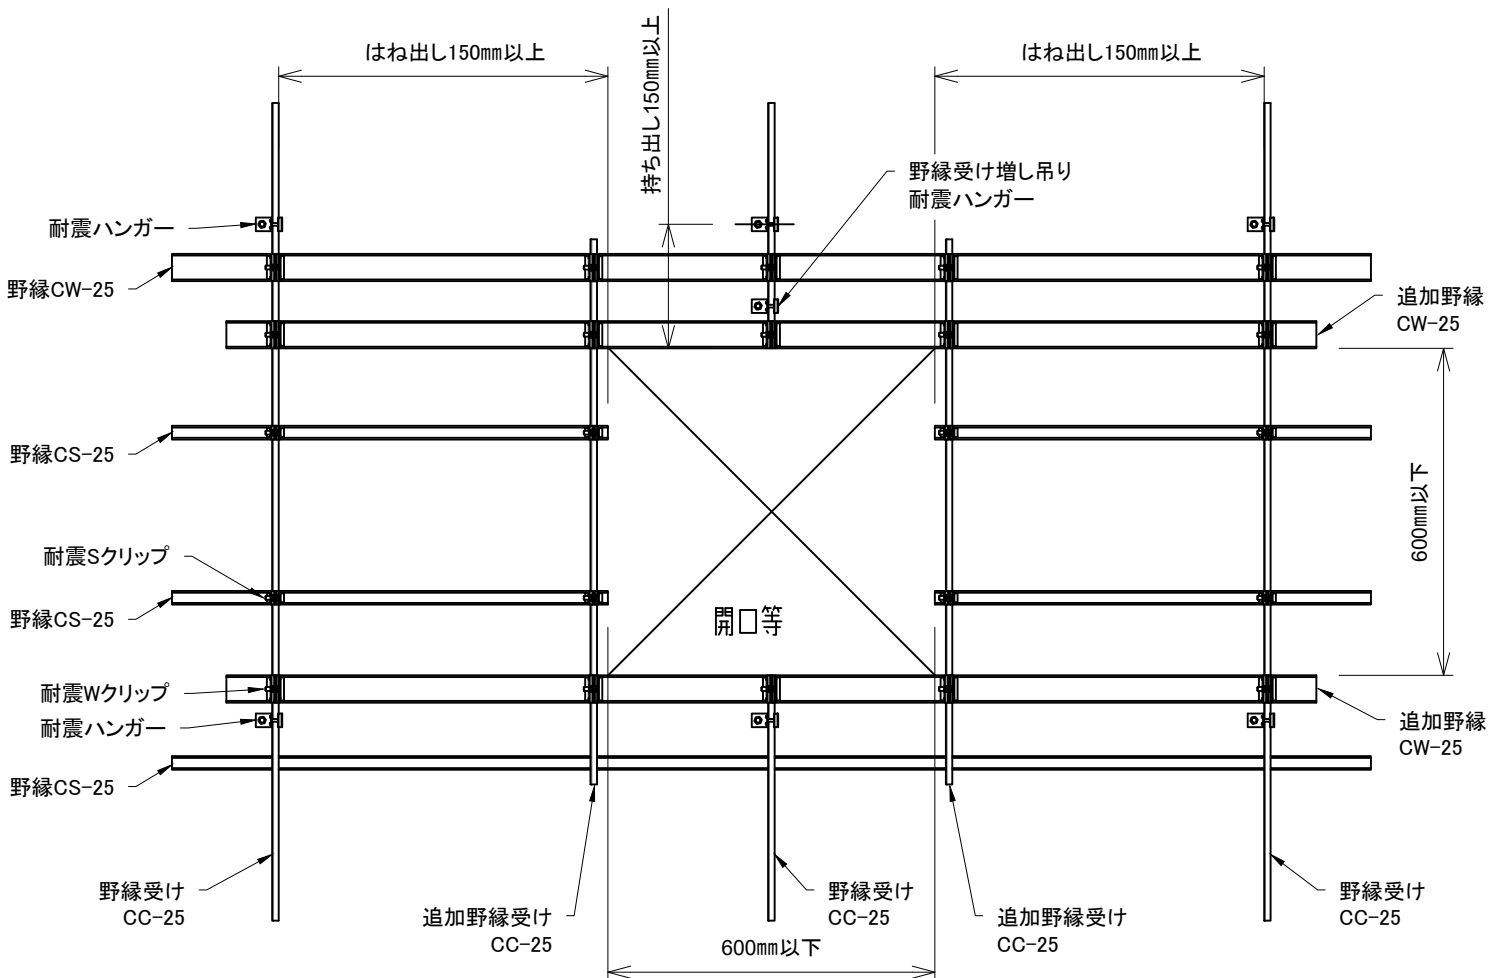 はね出し150㎜以上
持ち出し150㎜以上
はね出し150㎜以上
野縁受け増し吊り
耐震ハンガー
耐震ハンガー
野縁CW-25
追加野縁
CW-25
野縁CS-25
600㎜以下
耐震Sクリップ
野縁CS-25
開口等
耐震Wクリップ
耐震ハンガー
追加野縁
CW-25
野縁CS-25
野縁受け
CC-25
追加野縁受け
CC-25
野縁受け
CC-25
追加野縁受け
CC-25
野縁受け
CC-25
600㎜以下